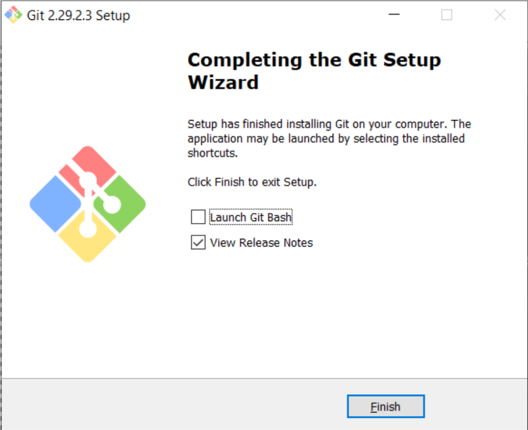 Git 2.29.2.3 Setup
Completing the Git Setup
Wizard
Setup has finished installing Git on your computer. The
application may be launched by selecting the installed
shortcuts.
Click Finish to exit Setup.
Launch Git Bash
View Release Notes
Finish